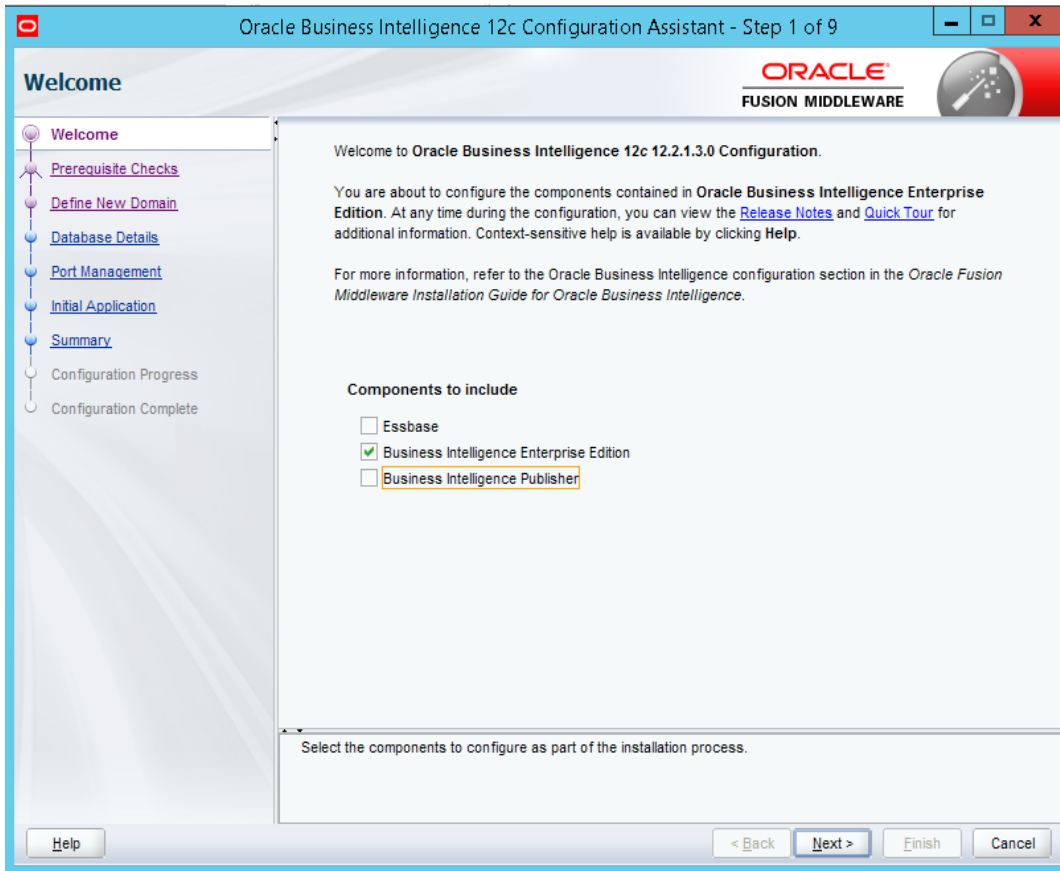 Oracle Business Intelligence 12c Configuration Assistant - Step 1 of 9
Welcome
ORACLE®
FUSION MIDDLEWARE
Welcome
Prerequisite Checks
Define New Domain
Database Details
Port Management
Initial Application
Summary
Configuration Progress
Configuration Complete
Welcome to Oracle Business Intelligence 12c 12.2.1.3.0 Configuration.
You are about to configure the components contained in Oracle Business Intelligence Enterprise
Edition. At any time during the configuration, you can view the Release Notes and Quick Tour for
additional information. Context-sensitive help is available by clicking Help.
For more information, refer to the Oracle Business Intelligence configuration section in the Oracle Fusion
Middleware Installation Guide for Oracle Business Intelligence.
Components to include
Essbase
Business Intelligence Enterprise Edition
Business Intelligence Publisher
Select the components to configure as part of the installation process.
Help
< Back
Next >
Finish
Cancel